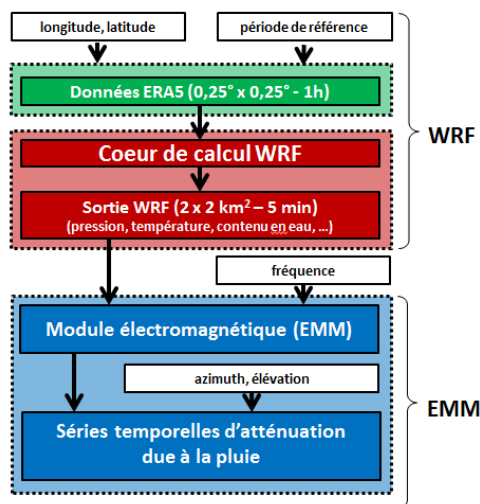 longitude, latitude
période de référence
Données ERA5 (0,25° x 0,25° - 1h)
WRF
Coeur de calcul WRF
Sortie WRF (2 x 2 km² – 5 min)
(pression, température, contenu en eau, ...)
fréquence
Module électromagnétique (EMM)
azimuth, élévation
EMM
Séries temporelles d'atténuation
due à la pluie